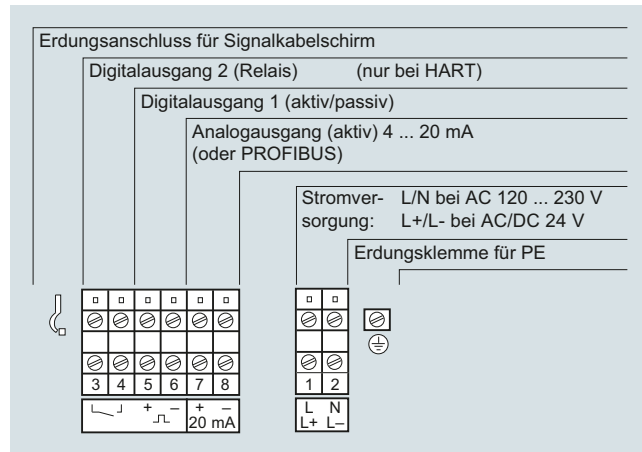 Erdungsanschluss für Signalkabelschirm
Digitalausgang 2 (Relais) (nur bei HART)
Digitalausgang 1 (aktiv/passiv)
Analogausgang (aktiv) 4 ... 20 mA
(oder PROFIBUS)
Stromver- L/N bei AC 120 ... 230 V
sorgung: L+/L- bei AC/DC 24 V
Erdungsklemme für PE
3 4 5 6 7 8 1 2
+ – + – L N
20 mA L+ L–